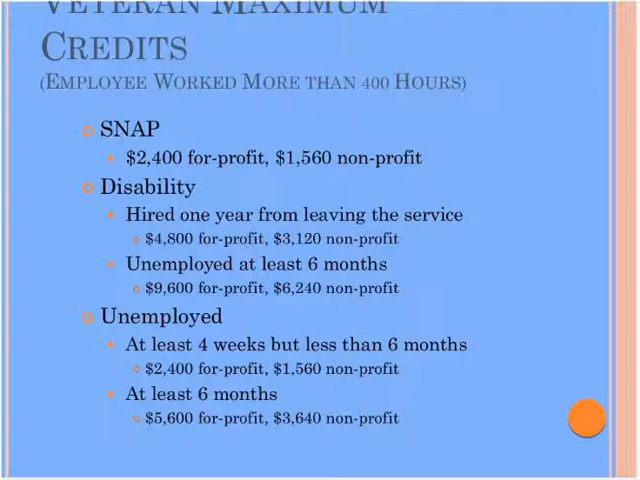 VETERAN MAXIMUM
CREDITS
(EMPLOYEE WORKED MORE THAN 400 HOURS)
SNAP
$2,400 for-profit, $1,560 non-profit
Disability
Hired one year from leaving the service
$4,800 for-profit, $3,120 non-profit
Unemployed at least 6 months
$9,600 for-profit, $6,240 non-profit
Unemployed
At least 4 weeks but less than 6 months
$2,400 for-profit, $1,560 non-profit
At least 6 months
$5,600 for-profit, $3,640 non-profit